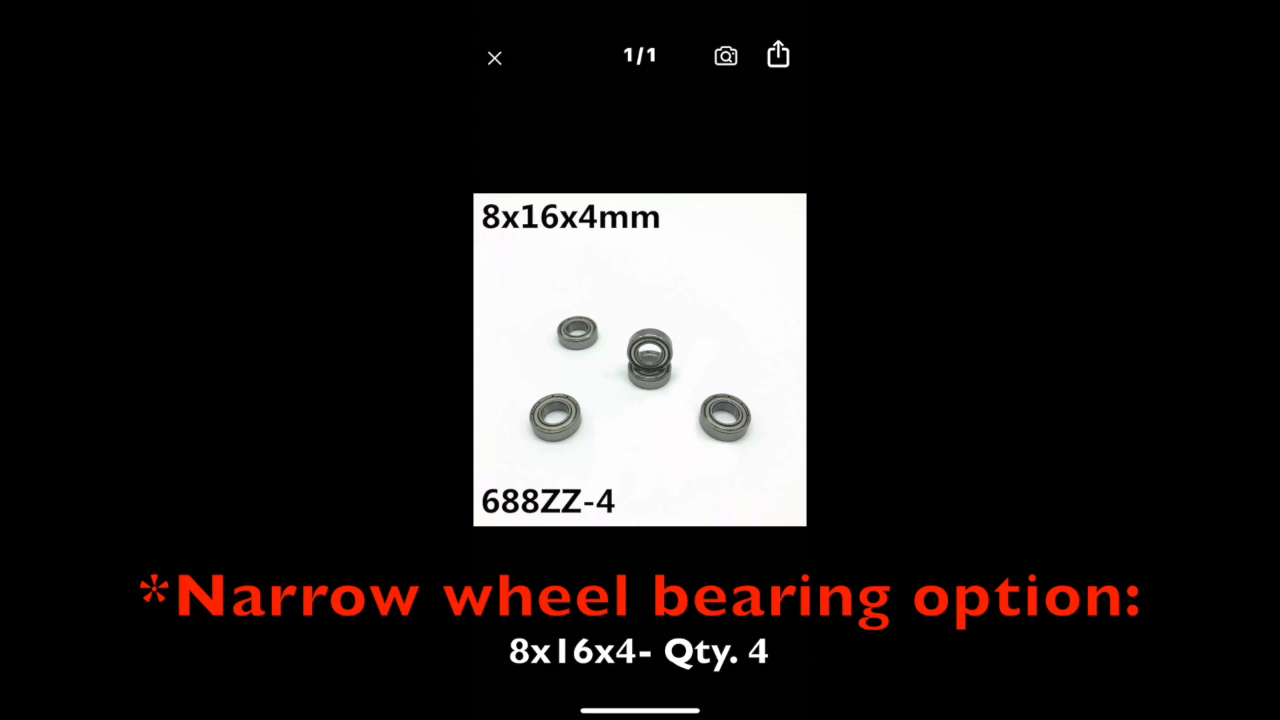 1/1
8x16x4mm
688ZZ-4
*Narrow wheel bearing option:
8x16x4- Qty. 4